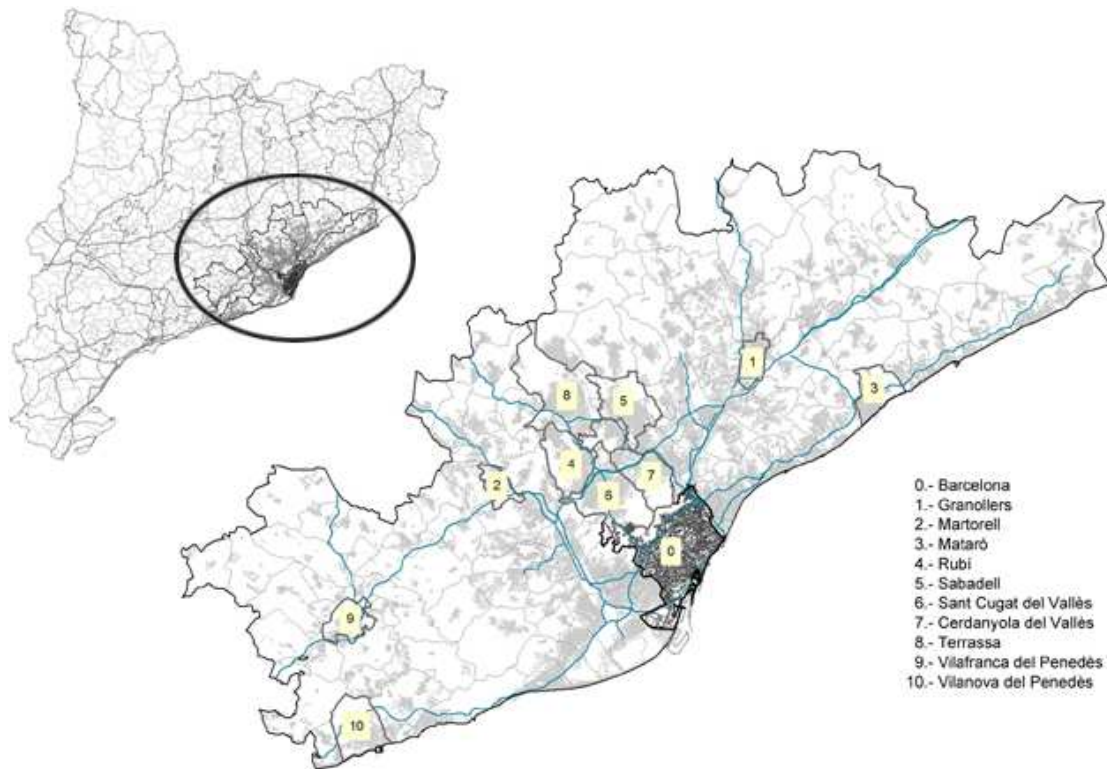 1
3
8
5
4
7
2
6
0
9
10
0.- Barcelona
1.- Granollers
2.- Martorell
3.- Mataró
4.- Rubí
5.- Sabadell
6.- Sant Cugat del Vallès
7.- Cerdanyola del Vallès
8.- Terrassa
9.- Vilafranca del Penedès
10.- Vilanova del Penedès